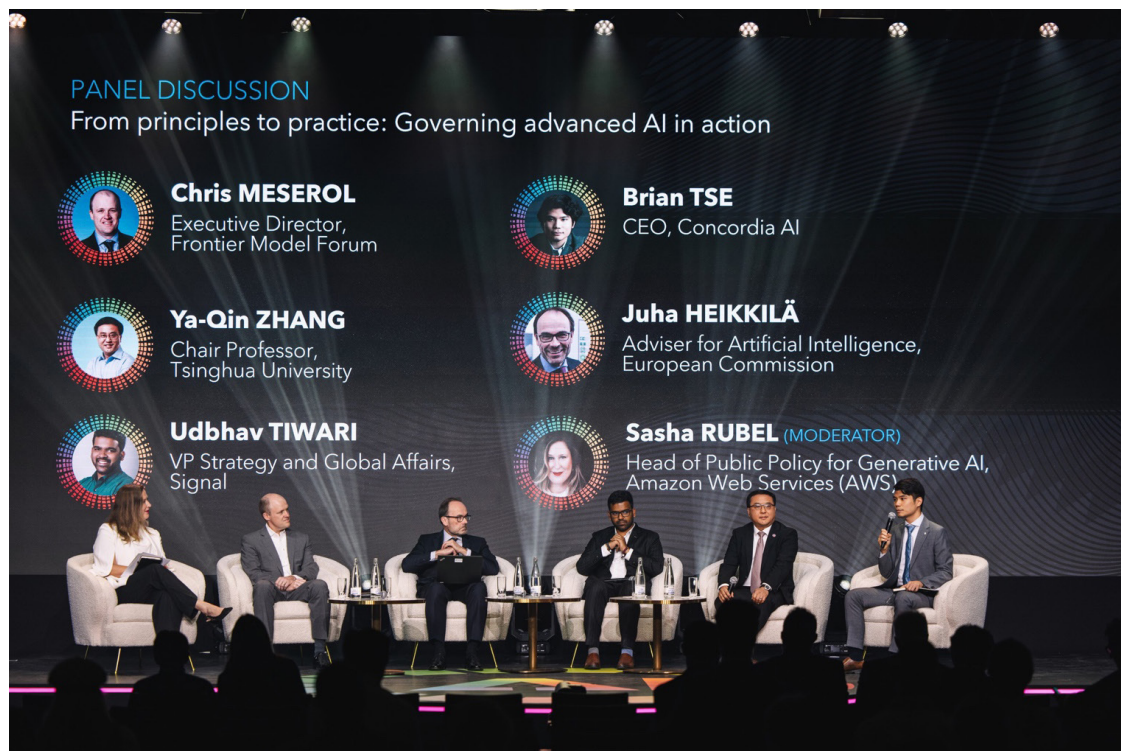 PANEL DISCUSSION
From principles to practice: Governing advanced AI in action
Chris MESEROL
Executive Director,
Frontier Model Forum
Brian TSE
CEO, Concordia AI
Ya-Qin ZHANG
Chair Professor,
Tsinghua University
Juha HEIKKILÄ
Adviser for Artificial Intelligence,
European Commission
Udbhav TIWARI
VP Strategy and Global Affairs,
Signal
Sasha RUBEL (MODERATOR)
Head of Public Policy for Generative AI,
Amazon Web Services (AWS)